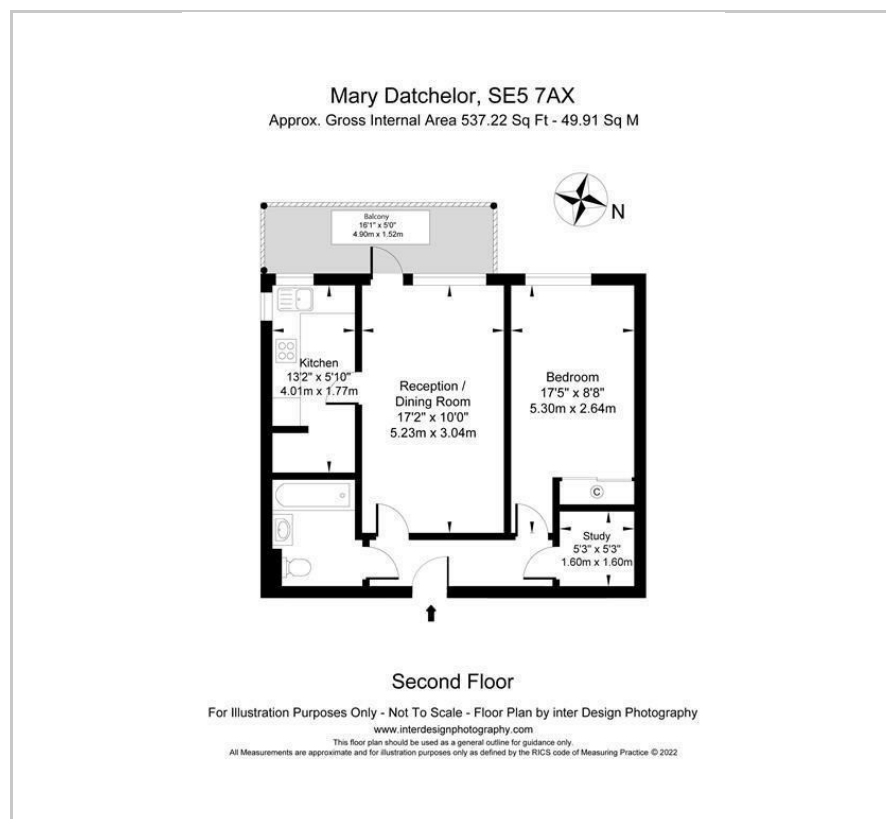 Mary Datchelor, SE5 7AX
Approx. Gross Internal Area 537.22 Sq Ft - 49.91 Sq M
N
Balcony
16'1" x 5'0"
4.90m x 1.52m
Kitchen
13'2" x 5'10"
4.01m x 1.77m
Reception /
Dining Room
17'2" x 10'0"
5.23m x 3.04m
Bedroom
17'5" x 8'8"
5.30m x 2.64m
C
Study
5'3" x 5'3"
1.60m x 1.60m
Second Floor
For Illustration Purposes Only - Not To Scale - Floor Plan by inter Design Photography
www.interdesignphotography.com
This floor plan should be used as a general outline for guidance only.
All Measurements are approximate and for illustration purposes only as defined by the RICS code of Measuring Practice © 2022